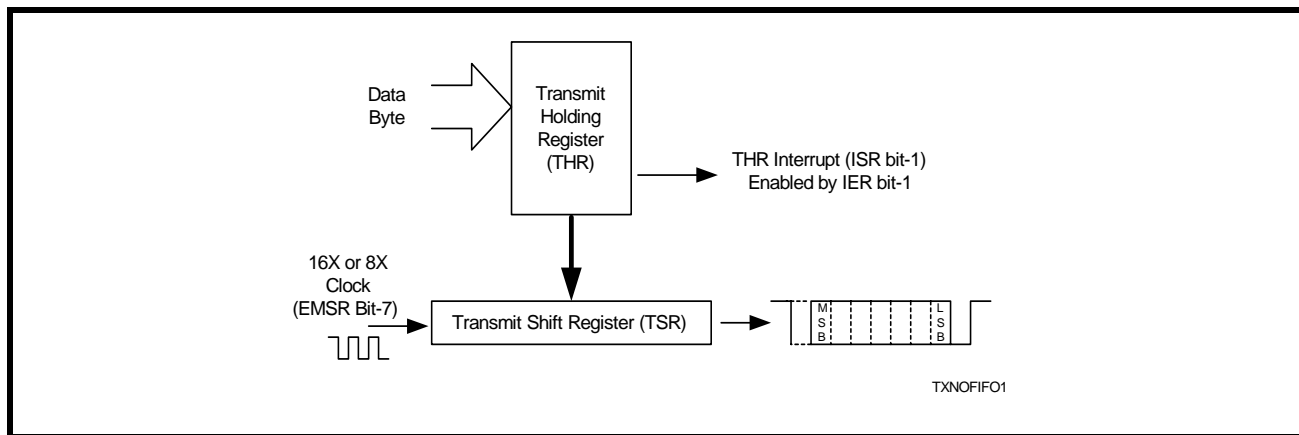 Data
Byte
Transmit
Holding
Register
(THR)
THR Interrupt (ISR bit-1)
Enabled by IER bit-1
16X or 8X
Clock
(EMSR Bit-7)
Transmit Shift Register (TSR)
M
S
B
L
S
B
TXNOFIFO1